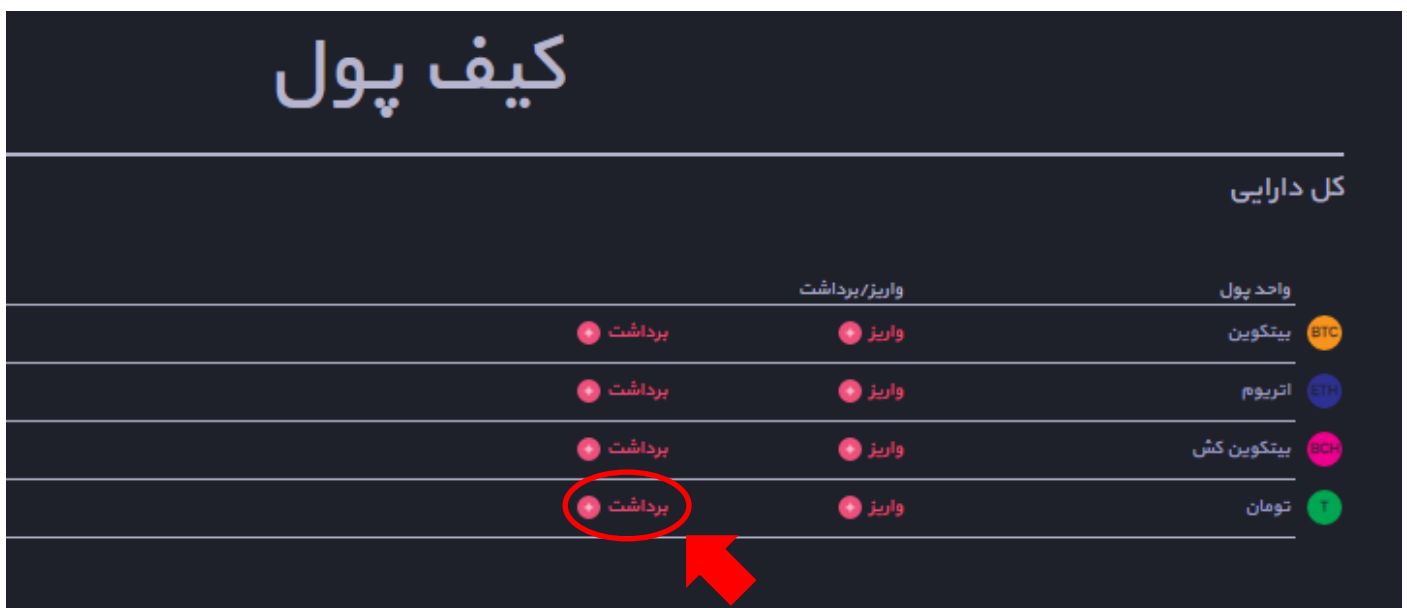 کیف پول
کل دارایی
واحد پول واریز/برداشت
BTC بیتکوین واریز برداشت
ETH اتریوم واریز برداشت
BCH بیتکوین کش واریز برداشت
T تومان واریز برداشت